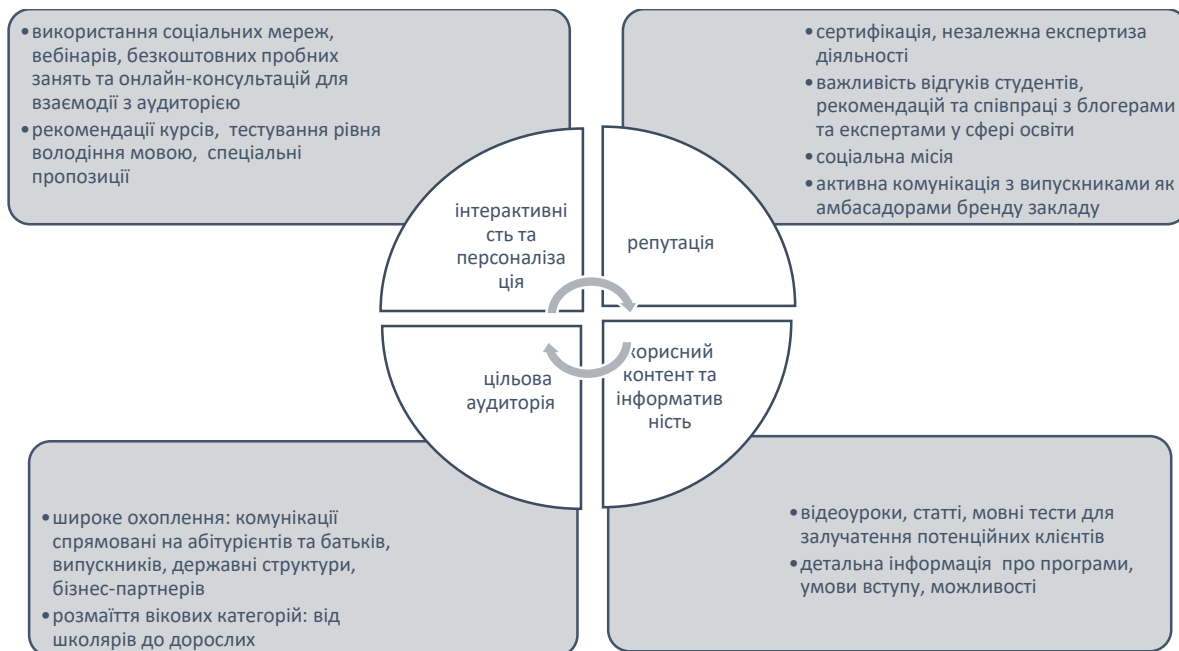 •використання соціальних мереж,
вебінарів, безкоштовних пробних
занять та онлайн-консультацій для
взаємодії з аудиторією
•рекомендації курсів, тестування рівня
володіння мовою, спеціальні
пропозиції
•сертифікація, незалежна експертиза
діяльності
•важливість відгуків студентів,
рекомендацій та співпраці з блогерами
та експертами у сфері освіти
•соціальна місія
•активна комунікація з випускниками як
амбасадорами бренду закладу
інтерактивні
сть та
персоналіза
ція
репутація
цільова
аудиторія
корисний
контент та
інформатив
ність
•широке охоплення: комунікації
спрямовані на абітурієнтів та батьків,
випускників, державні структури,
бізнес-партнерів
•розмаїття вікових категорій: від
школярів до дорослих
•відеоуроки, статті, мовні тести для
залучатення потенційних клієнтів
•детальна інформація про програми,
умови вступу, можливості